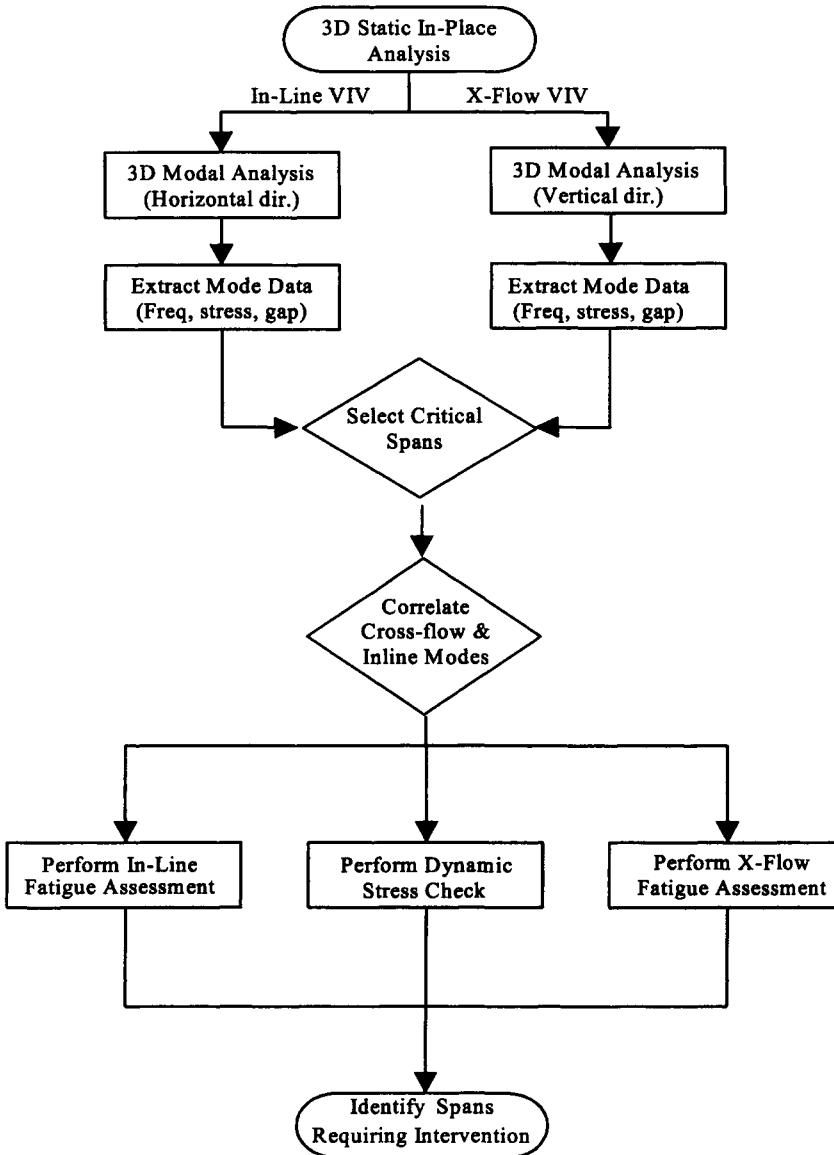 3D Static In-Place
Analysis
In-Line VIV
X-Flow VIV
3D Modal Analysis
(Horizontal dir.)
3D Modal Analysis
(Vertical dir.)
Extract Mode Data
(Freq, stress, gap)
Extract Mode Data
(Freq, stress, gap)
Select Critical
Spans
Correlate
Cross-flow &
Inline Modes
Perform In-Line
Fatigue Assessment
Perform Dynamic
Stress Check
Perform X-Flow
Fatigue Assessment
Identify Spans
Requiring Intervention